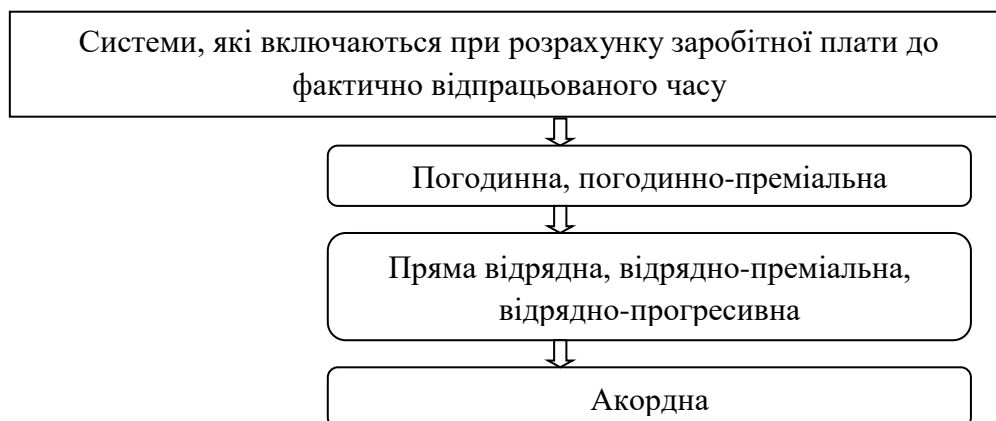 Системи, які включаються при розрахунку заробітної плати до
фактично відпрацьованого часу
Погодинна, погодинно-преміальна
Пряма відрядна, відрядно-преміальна,
відрядно-прогресивна
Акордна